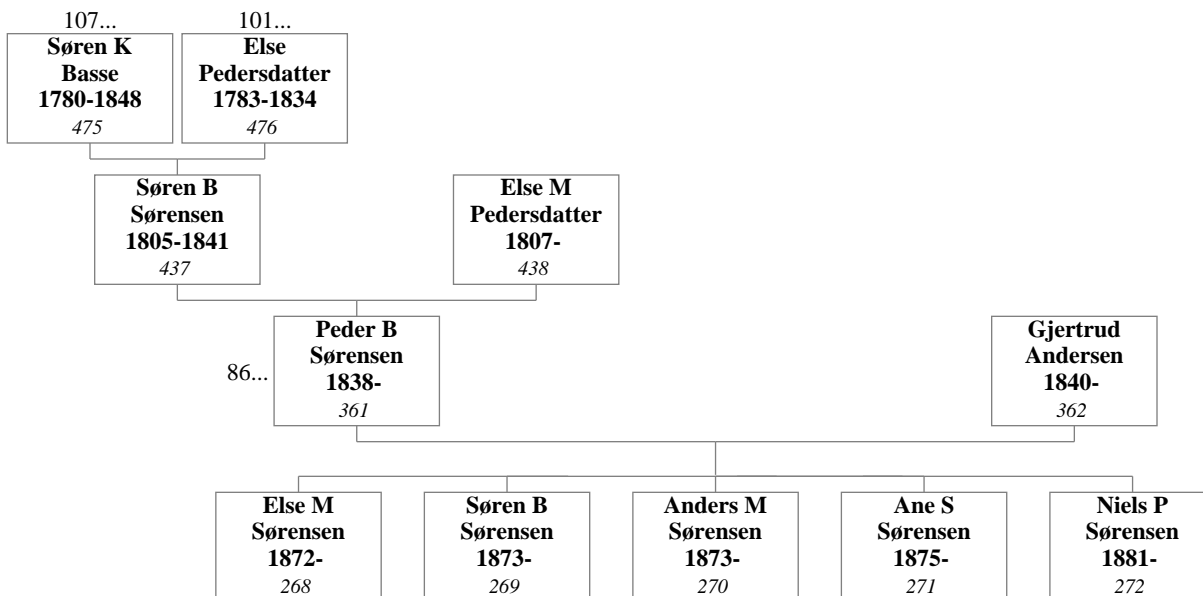 107...
Søren K
Basse
1780-1848
475
101...
Else
Pedersdatter
1783-1834
476
Søren B
Sørensen
1805-1841
437
Else M
Pedersdatter
1807-
438
86...
Peder B
Sørensen
1838-
361
Gjertrud
Andersen
1840-
362
Else M
Sørensen
1872-
268
Søren B
Sørensen
1873-
269
Anders M
Sørensen
1873-
270
Ane S
Sørensen
1875-
271
Niels P
Sørensen
1881-
272